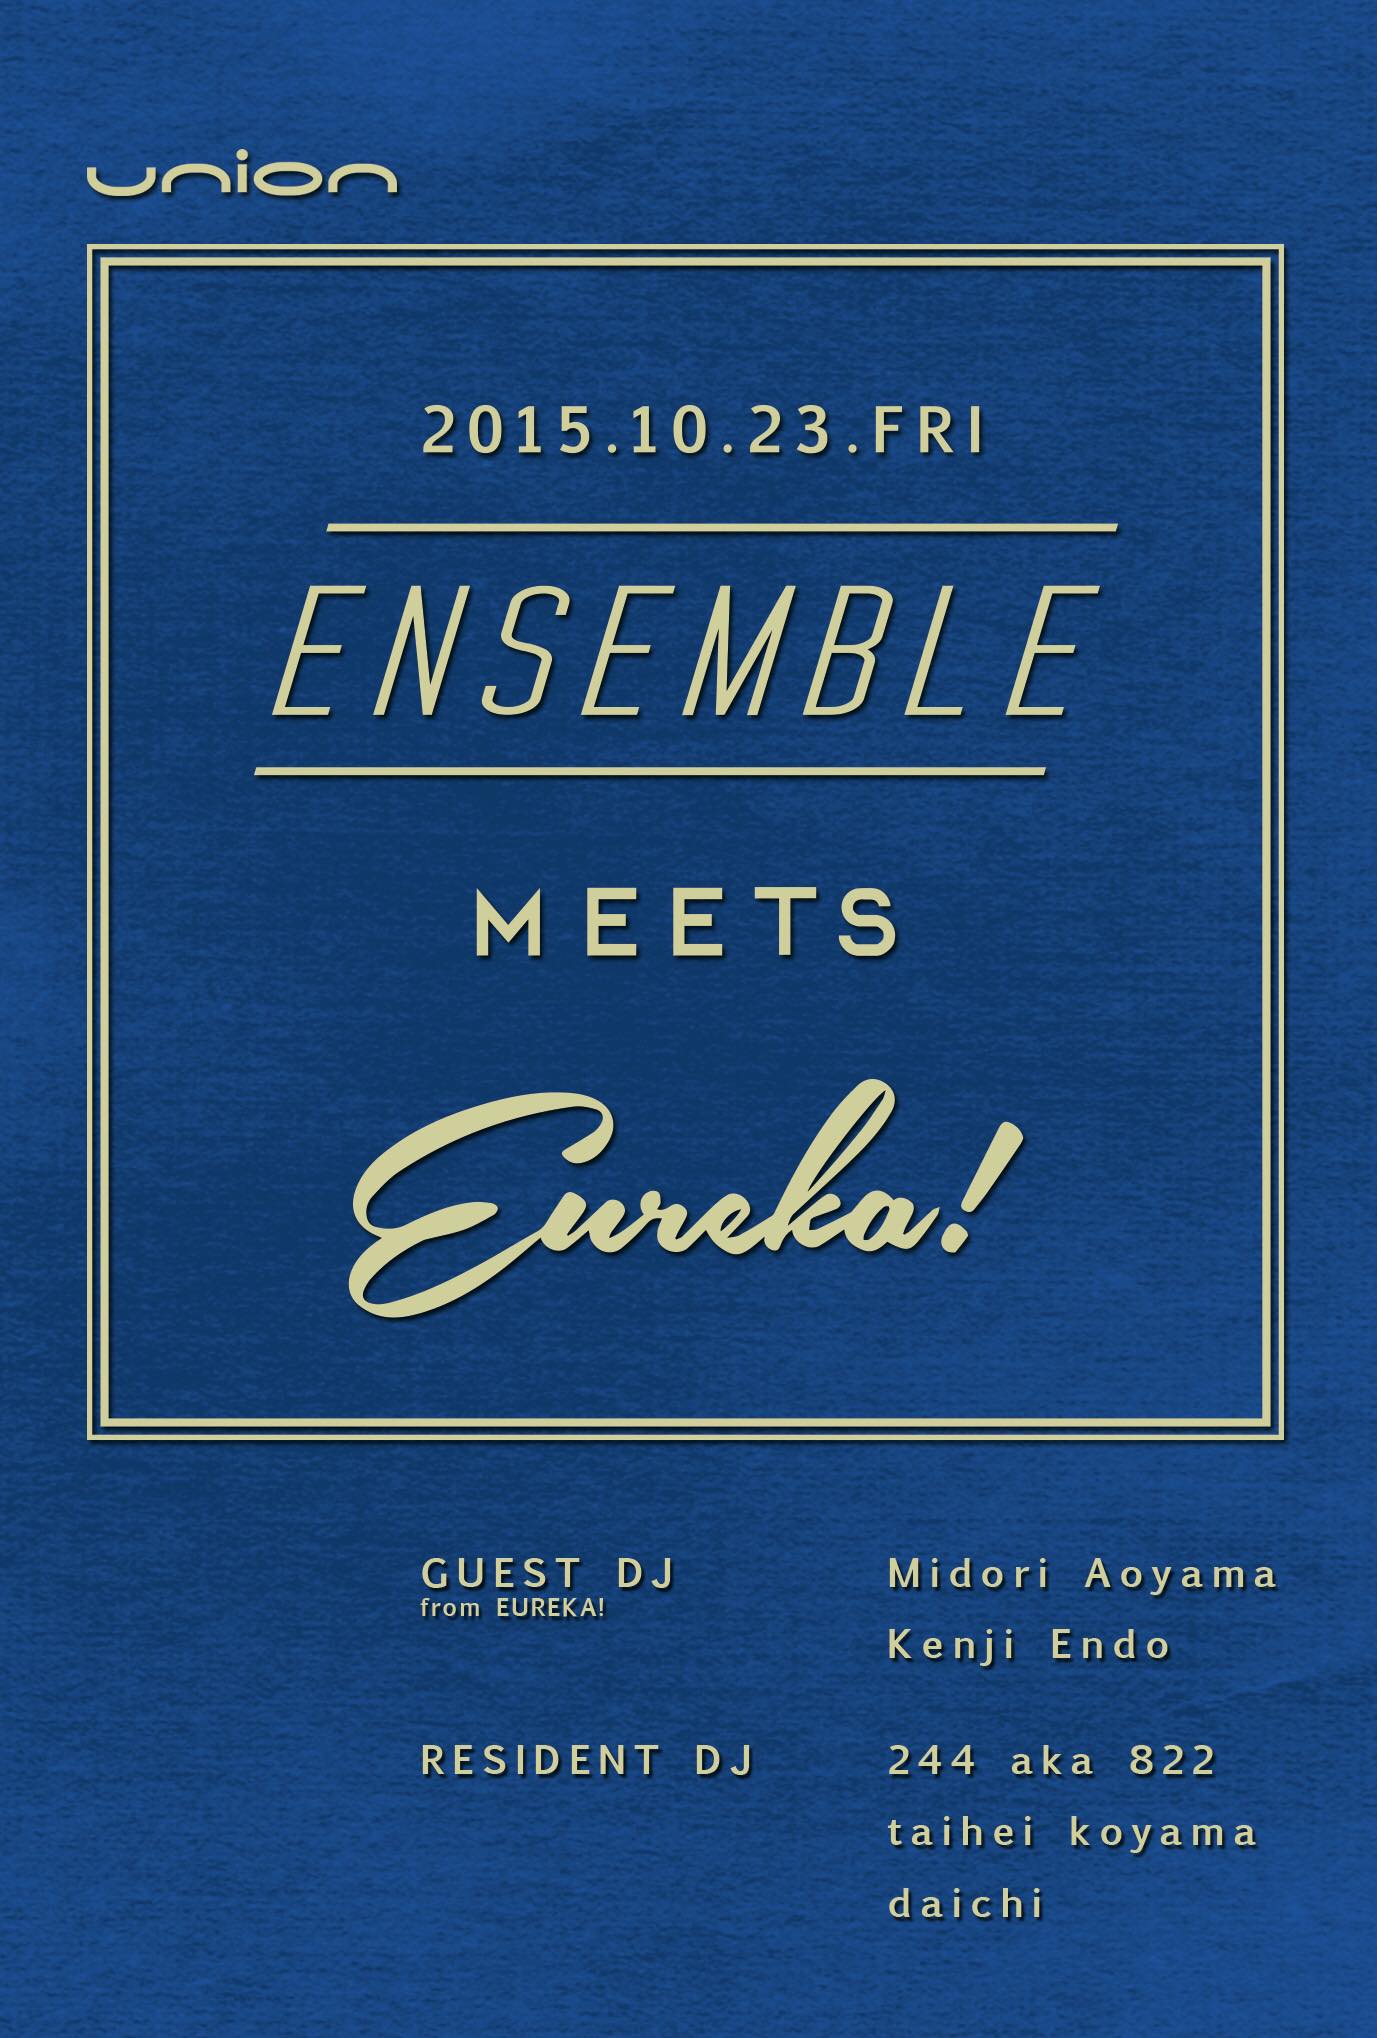 union
2015.10.23.FRI
ENSEMBLE
MEETS
Eureka!
GUEST DJ
from EUREKA!
Midori Aoyama
Kenji Endo
RESIDENT DJ
244 aka 822
taihei koyama
daichi